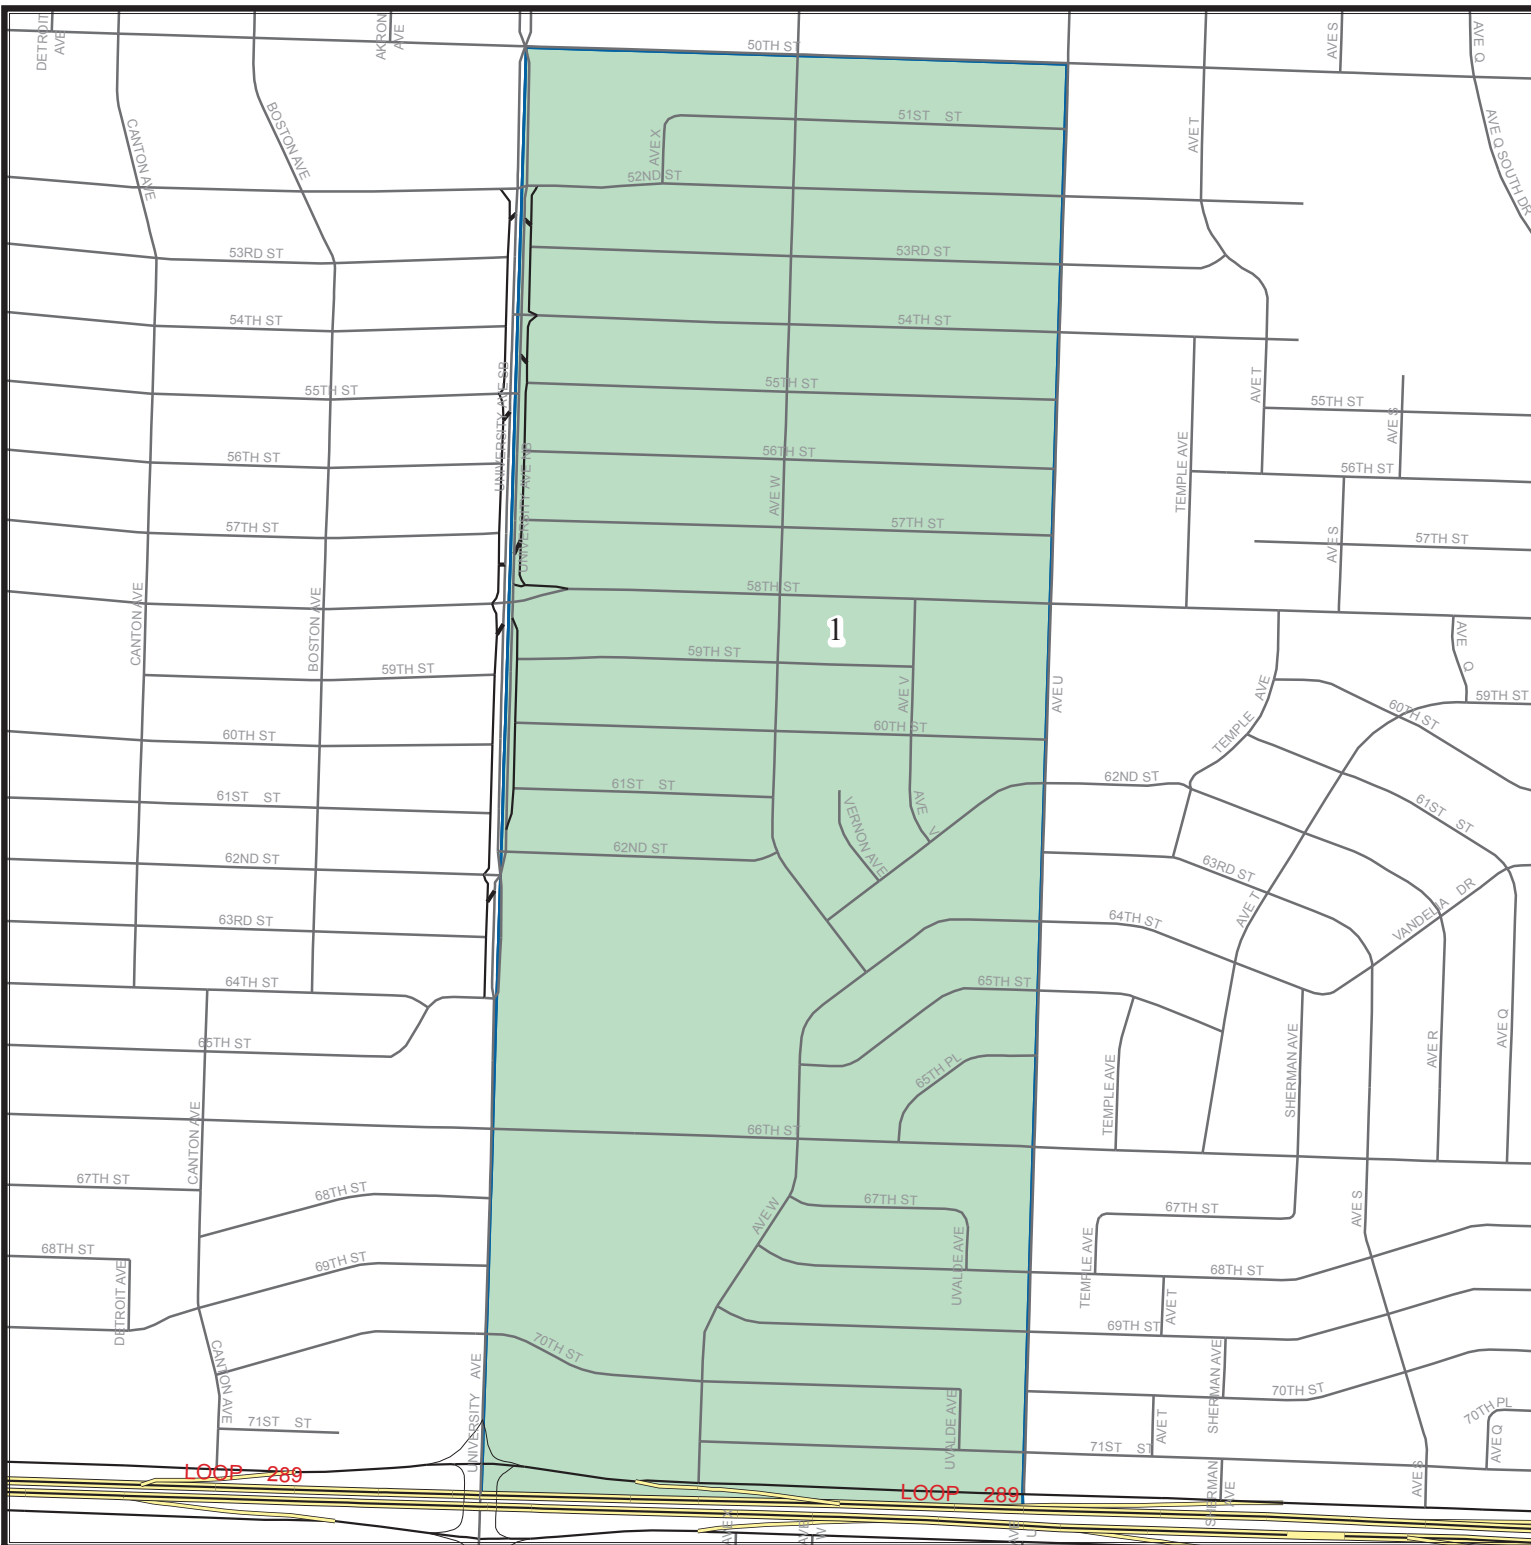 DETROIT AVE
AKRON AVE
50TH ST
AVE S
AVE Q
CANTON AVE
BOSTON AVE
AVE X
51ST ST
AVE T
AVE Q SOUTH DR
52ND ST
53RD ST
53RD ST
54TH ST
54TH ST
UNIVERSITY AVE SB
55TH ST
55TH ST
AVE T
55TH ST
AVE S
UNIVERSITY AVE NB
56TH ST
56TH ST
TEMPLE AVE
56TH ST
AVE W
57TH ST
57TH ST
AVE S
57TH ST
CANTON AVE
BOSTON AVE
58TH ST
1
AVE Q
59TH ST
59TH ST
AVE V
AVE U
TEMPLE AVE
59TH ST
60TH ST
60TH ST
60TH ST
61ST ST
61ST ST
VERNON AVE
AVE V
62ND ST
61ST ST
62ND ST
62ND ST
63RD ST
VANDELIA DR
63RD ST
64TH ST
AVE T
64TH ST
65TH ST
65TH ST
65TH PL
TEMPLE AVE
SHERMAN AVE
AVE R
AVE Q
CANTON AVE
66TH ST
67TH ST
68TH ST
AVE W
67TH ST
67TH ST
AVE S
68TH ST
DETROIT AVE
69TH ST
UVALDE AVE
TEMPLE AVE
68TH ST
AVE T
69TH ST
CANTON AVE
70TH ST
SHERMAN AVE
UNIVERSITY AVE
UVALDE AVE
70TH ST
70TH PL
71ST ST
AVE T
71ST ST
AVE Q
LOOP 289
LOOP 289
SHERMAN AVE
AVE S
AVE W